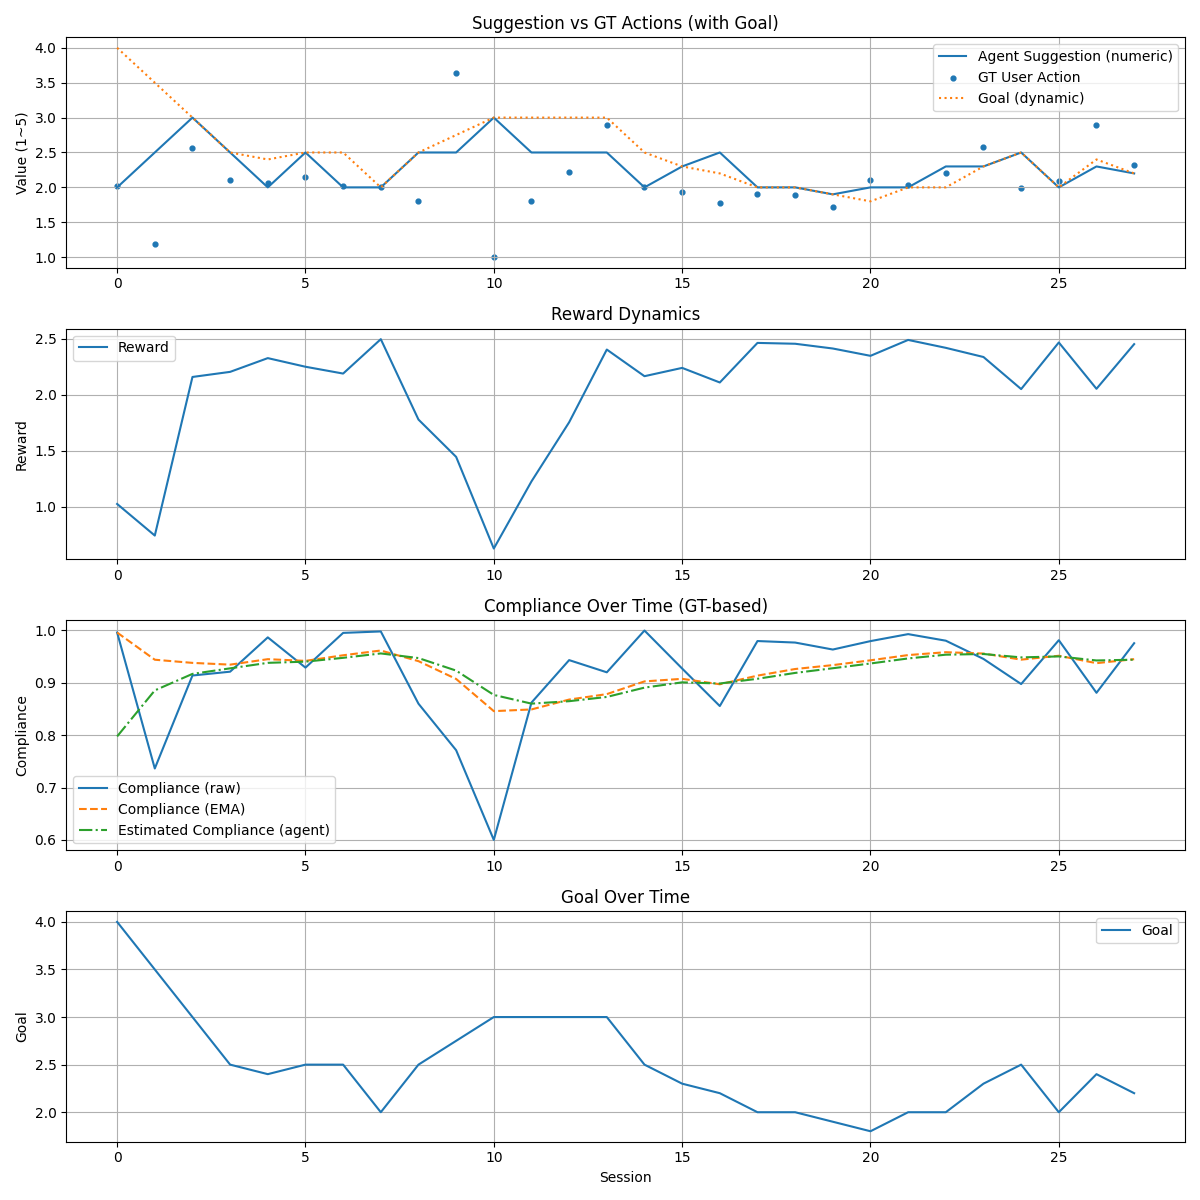 Suggestion vs GT Actions (with Goal)
Value (1~5)
4.0
3.5
3.0
2.5
2.0
1.5
1.0
Agent Suggestion (numeric)
GT User Action
Goal (dynamic)
0 5 10 15 20 25
Reward Dynamics
Reward
2.5
2.0
1.5
1.0
Reward
0 5 10 15 20 25
Compliance Over Time (GT-based)
Compliance
1.0
0.9
0.8
0.7
0.6
Compliance (raw)
Compliance (EMA)
Estimated Compliance (agent)
0 5 10 15 20 25
Goal Over Time
Goal
4.0
3.5
3.0
2.5
2.0
Goal
0 5 10 15 20 25
Session